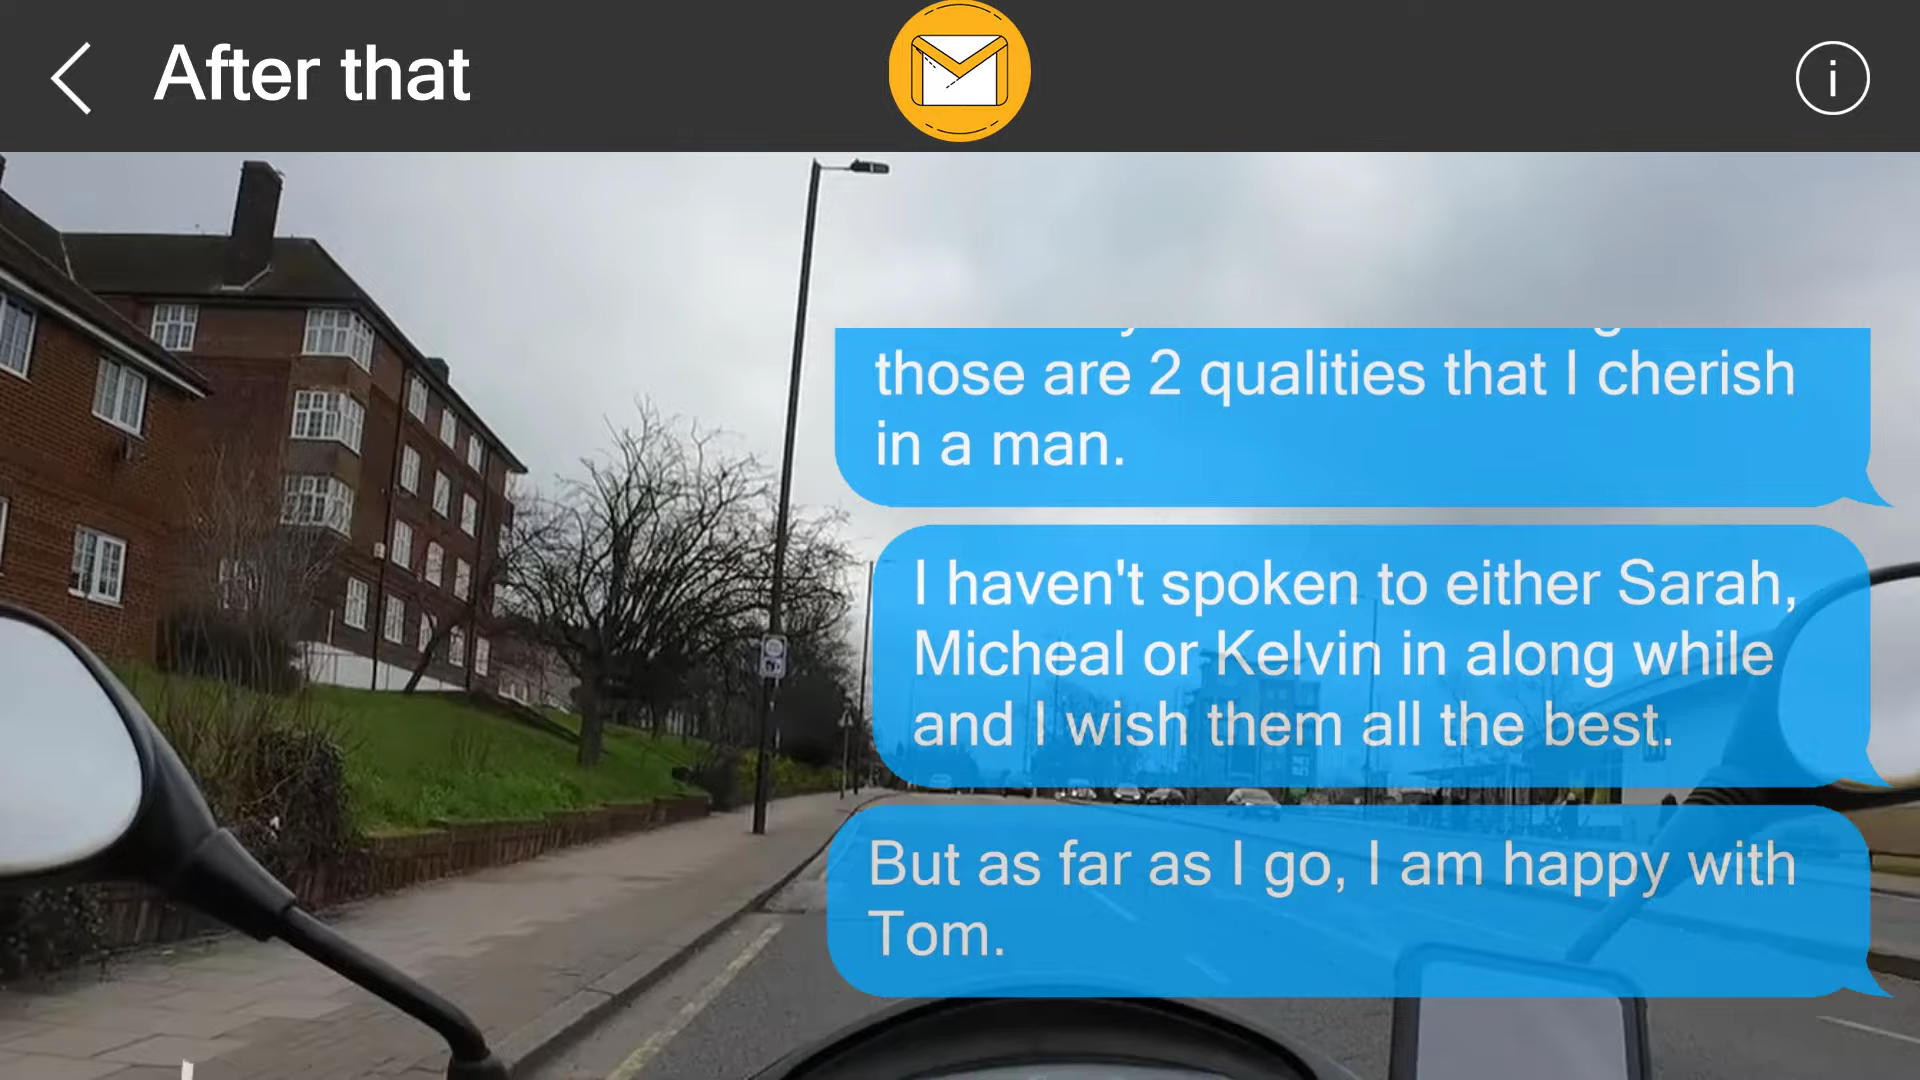 After that
those are 2 qualities that I cherish
in a man.
I haven't spoken to either Sarah,
Micheal or Kelvin in along while
and I wish them all the best.
But as far as I go, I am happy with
Tom.